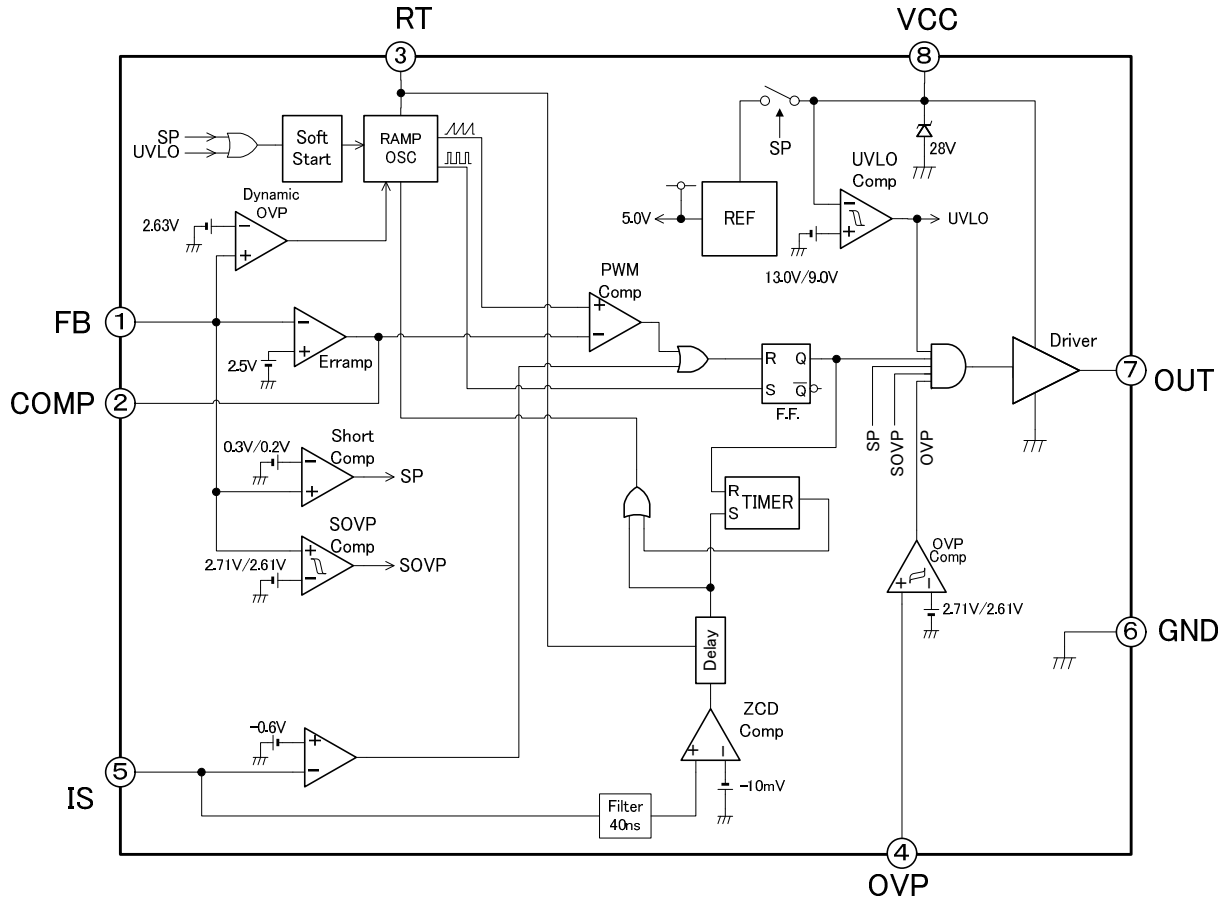 RT
VCC
3
8
SP
UVLO
Soft
Start
RAMP
OSC
SP
28V
UVLO
Comp
Dynamic
OVP
2.63V
5.0V
REF
UVLO
13.0V/9.0V
PWM
Comp
FB
1
2.5V
Erramp
Driver
R
Q
S
Q
F.F.
7
OUT
COMP
2
SP
SOVP
OVP
Short
Comp
0.3V/0.2V
SP
R
S
TIMER
SOVP
Comp
2.71V/2.61V
SOVP
OVP
Comp
2.71V/2.61V
6
GND
Delay
ZCD
Comp
-0.6V
-10mV
5
IS
Filter
40ns
4
OVP